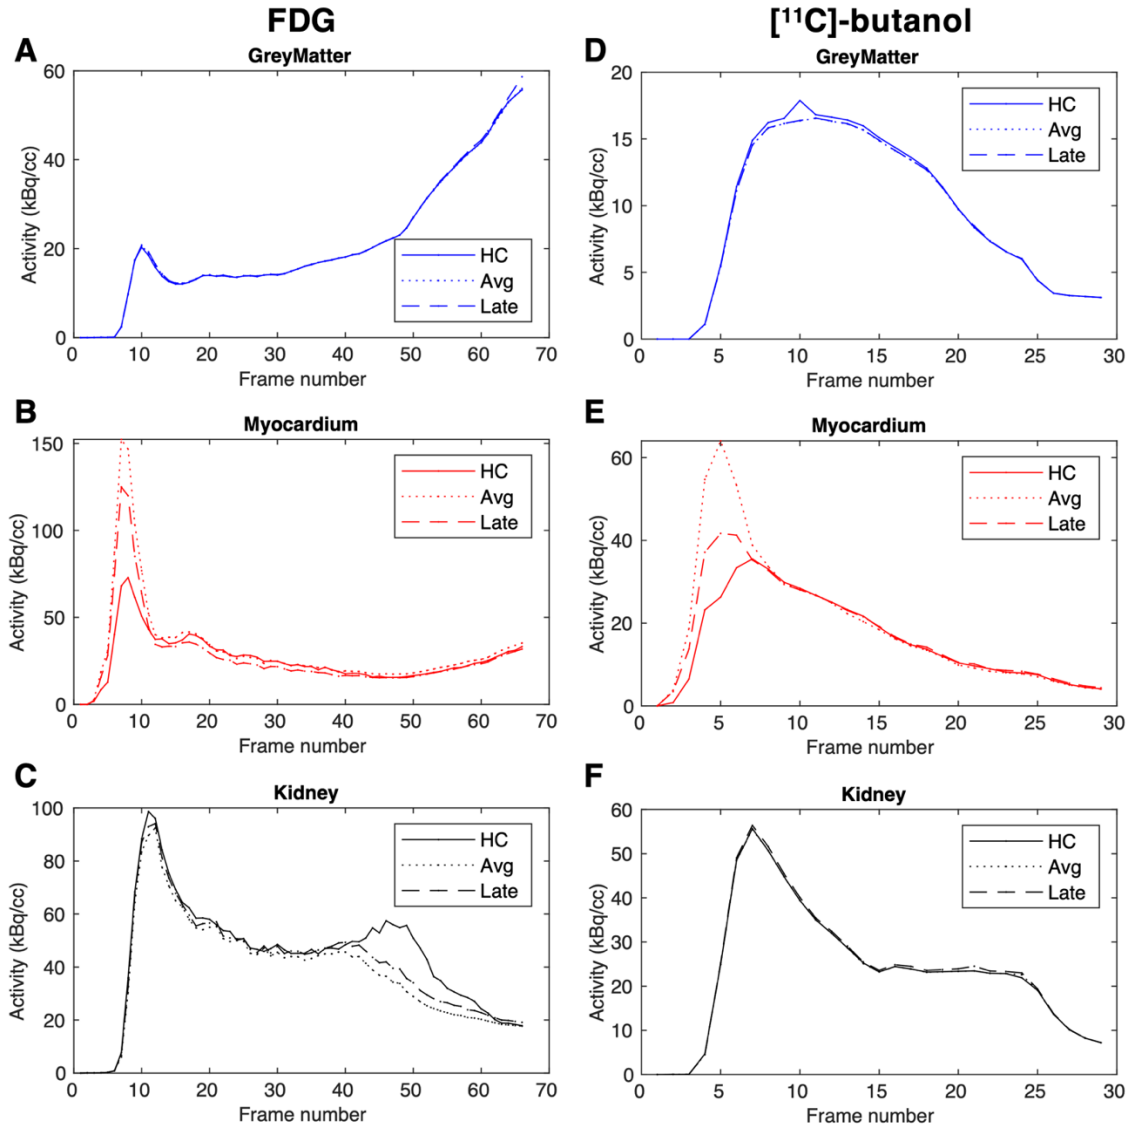 FDG
A
GreyMatter
Activity (kBq/cc)
60
40
20
0
HC
Avg
Late
0 10 20 30 40 50 60 70
Frame number
B
Myocardium
Activity (kBq/cc)
150
100
50
0
HC
Avg
Late
0 10 20 30 40 50 60 70
Frame number
C
Kidney
Activity (kBq/cc)
100
80
60
40
20
0
HC
Avg
Late
0 10 20 30 40 50 60 70
Frame number
[¹¹C]-butanol
D
GreyMatter
Activity (kBq/cc)
20
15
10
5
0
HC
Avg
Late
0 5 10 15 20 25 30
Frame number
E
Myocardium
Activity (kBq/cc)
60
40
20
0
HC
Avg
Late
0 5 10 15 20 25 30
Frame number
F
Kidney
Activity (kBq/cc)
60
50
40
30
20
10
0
HC
Avg
Late
0 5 10 15 20 25 30
Frame number